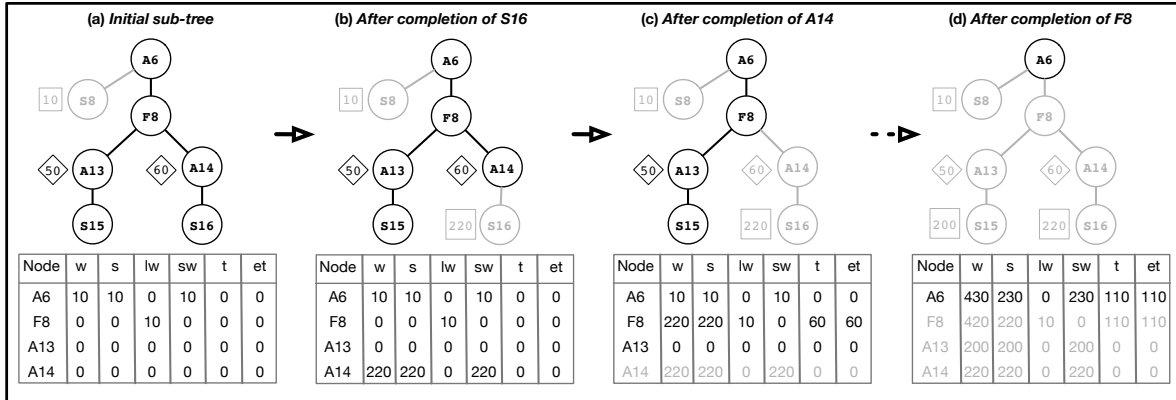 (a) Initial sub-tree
A6
10
S8
F8
50
A13
60
A14
S15
S16
Node w s lw sw t et
A6 10 10 0 10 0 0
F8 0 0 10 0 0 0
A13 0 0 0 0 0 0
A14 0 0 0 0 0 0
(b) After completion of S16
A6
10
S8
F8
50
A13
60
A14
S15
220
S16
Node w s lw sw t et
A6 10 10 0 10 0 0
F8 0 0 10 0 0 0
A13 0 0 0 0 0 0
A14 220 220 0 220 0 0
(c) After completion of A14
A6
10
S8
F8
50
A13
60
A14
S15
220
S16
Node w s lw sw t et
A6 10 10 0 10 0 0
F8 220 220 10 0 60 60
A13 0 0 0 0 0 0
A14 220 220 0 220 0 0
(d) After completion of F8
A6
10
S8
F8
50
A13
60
A14
200
S15
220
S16
Node w s lw sw t et
A6 430 230 0 230 110 110
F8 420 220 10 0 110 110
A13 200 200 0 200 0 0
A14 220 220 0 220 0 0